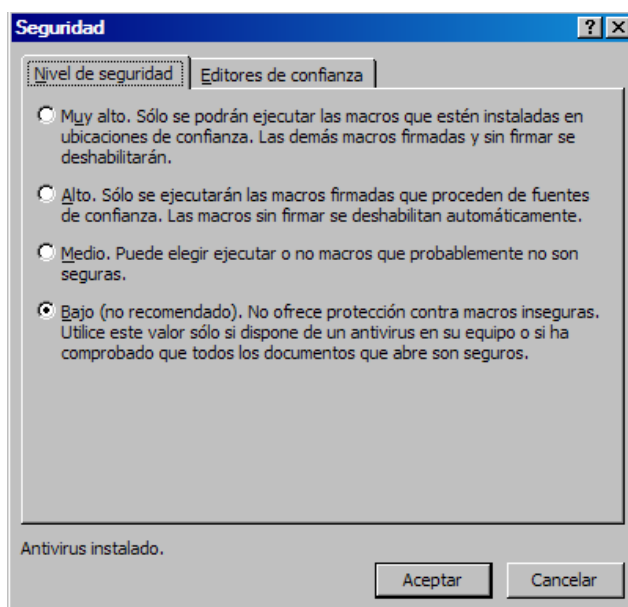 Seguridad
Nivel de seguridad
Editores de confianza
Muy alto. Sólo se podrán ejecutar las macros que estén instaladas en
ubicaciones de confianza. Las demás macros firmadas y sin firmar se
deshabilitarán.
Alto. Sólo se ejecutarán las macros firmadas que proceden de fuentes
de confianza. Las macros sin firmar se deshabilitan automáticamente.
Medio. Puede elegir ejecutar o no macros que probablemente no son
seguras.
Bajo (no recomendado). No ofrece protección contra macros inseguras.
Utilice este valor sólo si dispone de un antivirus en su equipo o si ha
comprobado que todos los documentos que abre son seguros.
Antivirus instalado.
Aceptar
Cancelar